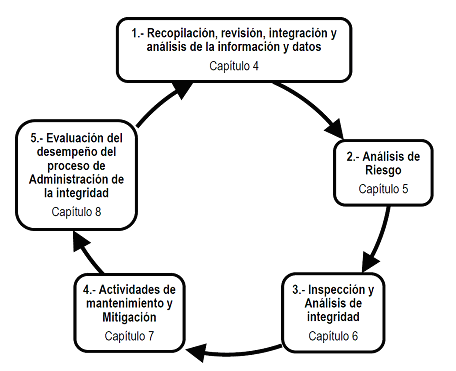 1.- Recopilación, revisión, integración y
análisis de la información y datos
Capítulo 4
2.- Análisis de
Riesgo
Capítulo 5
3.- Inspección y
Análisis de
integridad
Capítulo 6
4.- Actividades de
mantenimiento y
Mitigación
Capítulo 7
5.- Evaluación del
desempeño del
proceso de
Administración de
la integridad
Capítulo 8